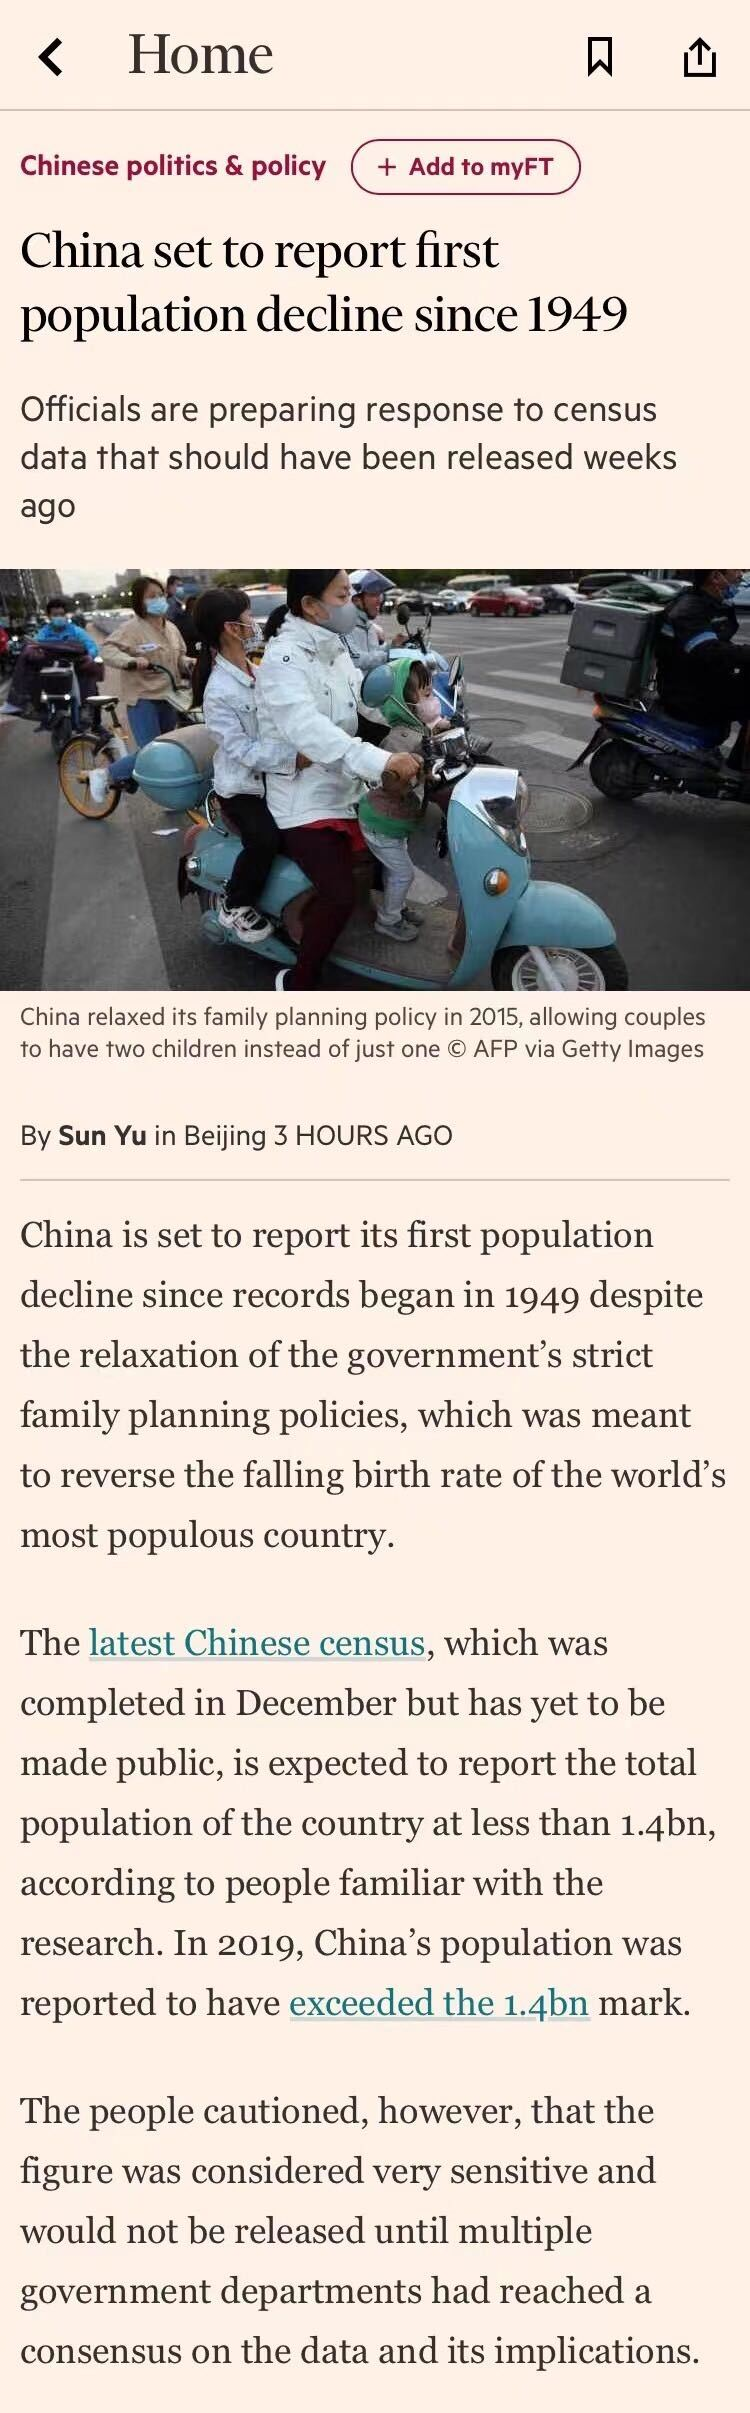 Home
Chinese politics & policy
+ Add to myFT
China set to report first
population decline since 1949
Officials are preparing response to census
data that should have been released weeks
ago
China relaxed its family planning policy in 2015, allowing couples
to have two children instead of just one © AFP via Getty Images
By Sun Yu in Beijing 3 HOURS AGO
China is set to report its first population
decline since records began in 1949 despite
the relaxation of the government’s strict
family planning policies, which was meant
to reverse the falling birth rate of the world’s
most populous country.
The latest Chinese census, which was
completed in December but has yet to be
made public, is expected to report the total
population of the country at less than 1.4bn,
according to people familiar with the
research. In 2019, China’s population was
reported to have exceeded the 1.4bn mark.
The people cautioned, however, that the
figure was considered very sensitive and
would not be released until multiple
government departments had reached a
consensus on the data and its implications.